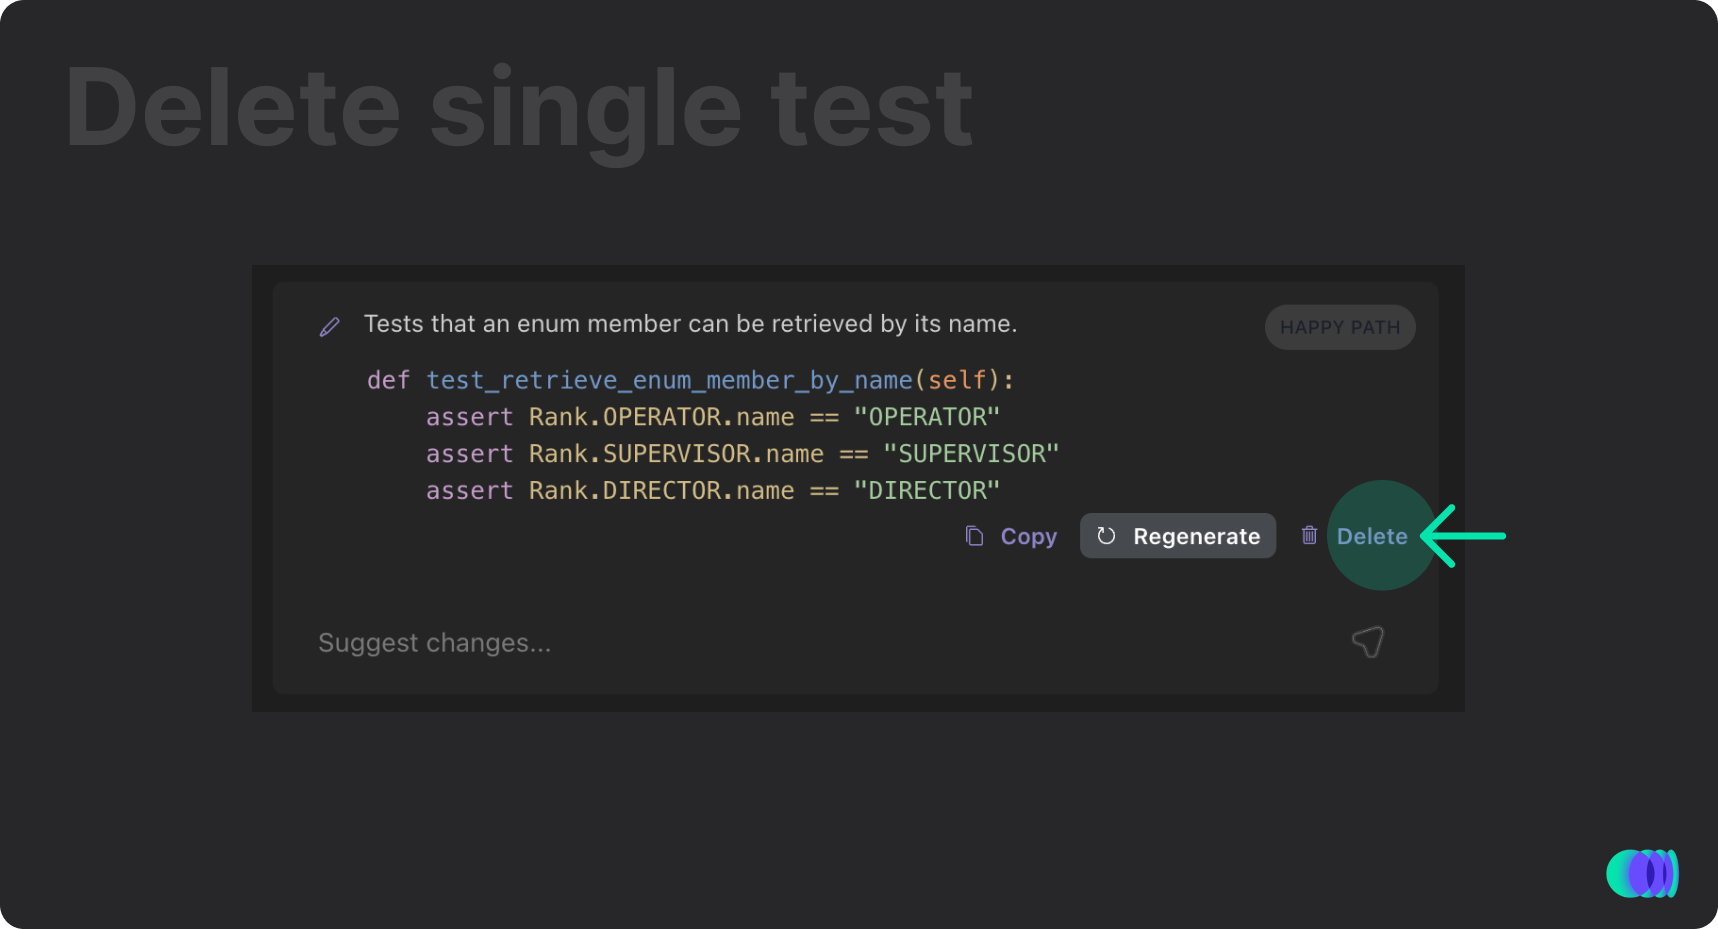 Delete single test
Tests that an enum member can be retrieved by its name.
HAPPY PATH
def test_retrieve_enum_member_by_name(self):
    assert Rank.OPERATOR.name == "OPERATOR"
    assert Rank.SUPERVISOR.name == "SUPERVISOR"
    assert Rank.DIRECTOR.name == "DIRECTOR"
Copy Regenerate Delete
Suggest changes...